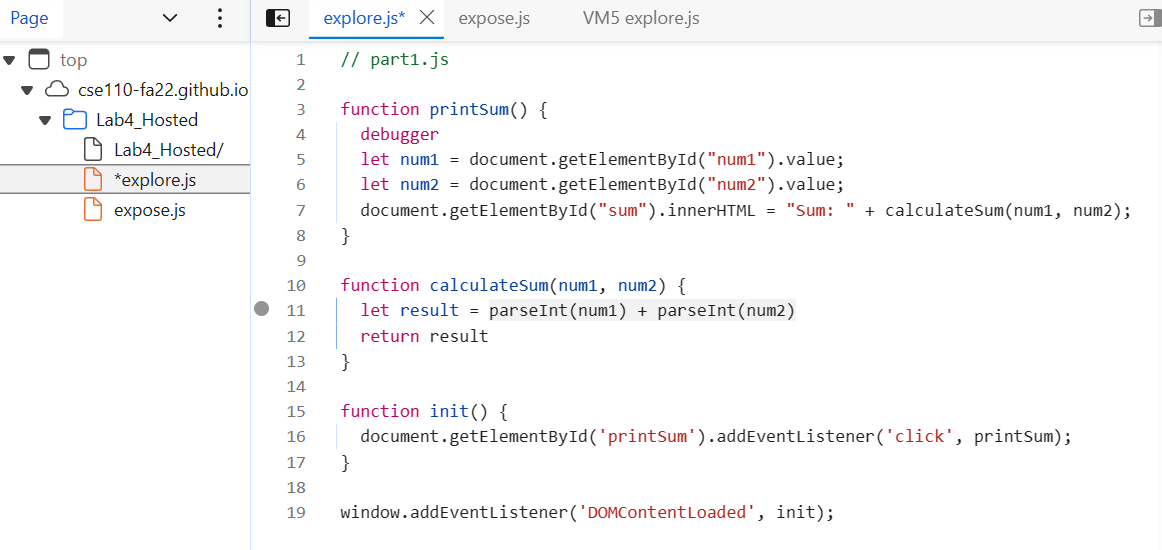 Page
explore.js*
expose.js
VM5 explore.js
top
cse110-fa22.github.io
Lab4_Hosted
Lab4_Hosted/
*explore.js
expose.js
1 // part1.js
2
3 function printSum() {
4   debugger
5   let num1 = document.getElementById("num1").value;
6   let num2 = document.getElementById("num2").value;
7   document.getElementById("sum").innerHTML = "Sum: " + calculateSum(num1, num2);
8 }
9
10 function calculateSum(num1, num2) {
11   let result = parseInt(num1) + parseInt(num2)
12   return result
13 }
14
15 function init() {
16   document.getElementById('printSum').addEventListener('click', printSum);
17 }
18
19 window.addEventListener('DOMContentLoaded', init);